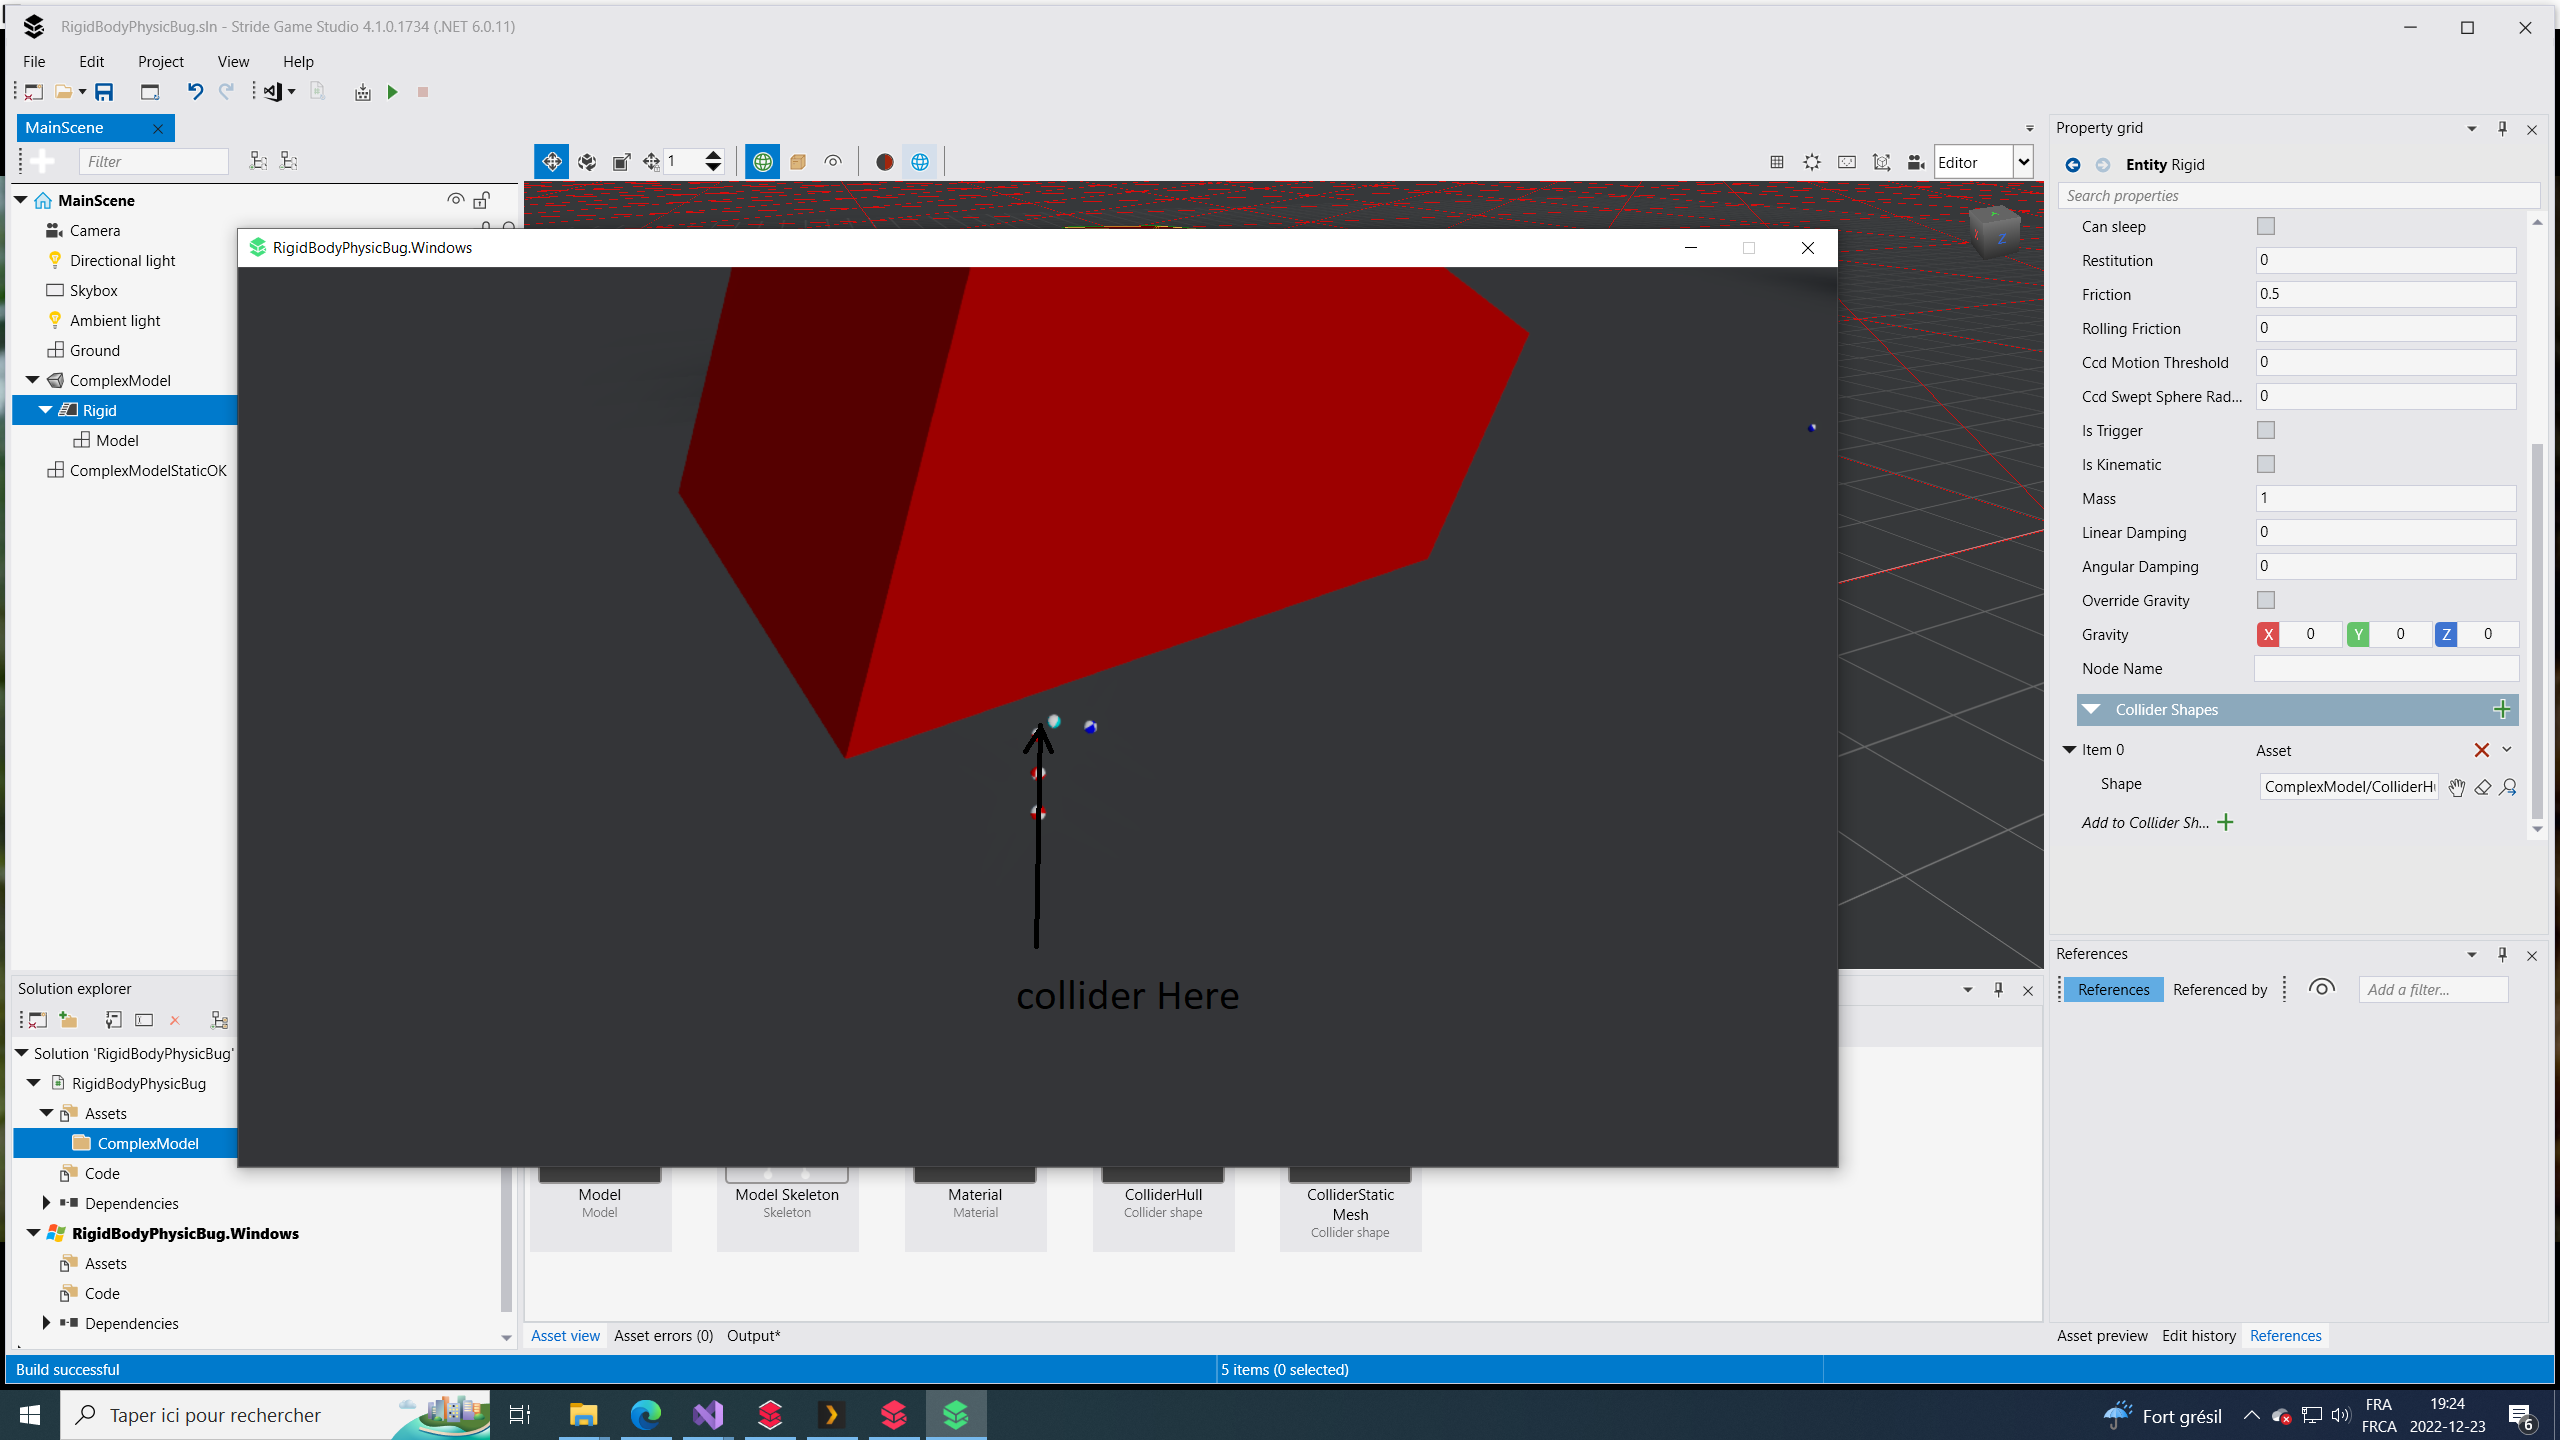 RigidBodyPhysicBug.sln - Stride Game Studio 4.1.0.1734 (.NET 6.0.11)
File Edit Project View Help
MainScene
Filter
1
Editor
MainScene
Camera
Directional light
Skybox
Ambient light
Ground
ComplexModel
Rigid
Model
ComplexModelStaticOK
RigidBodyPhysicBug.Windows
collider Here
Z
Property grid
Entity Rigid
Search properties
Can sleep
Restitution 0
Friction 0.5
Rolling Friction 0
Ccd Motion Threshold 0
Ccd Swept Sphere Rad... 0
Is Trigger
Is Kinematic
Mass 1
Linear Damping 0
Angular Damping 0
Override Gravity
Gravity X 0 Y 0 Z 0
Node Name
Collider Shapes
Item 0 Asset
Shape ComplexModel/ColliderH
Add to Collider Sh...
References
References Referenced by Add a filter...
Asset preview Edit history References
Solution explorer
Solution 'RigidBodyPhysicBug'
RigidBodyPhysicBug
Assets
ComplexModel
Code
Dependencies
RigidBodyPhysicBug.Windows
Assets
Code
Dependencies
Model
Model
Model Skeleton
Skeleton
Material
Material
ColliderHull
Collider shape
ColliderStatic
Mesh
Collider shape
Asset view Asset errors (0) Output*
Build successful
5 items (0 selected)
Taper ici pour rechercher
Fort grésil
FRA
FRCA
19:24
2022-12-23
6